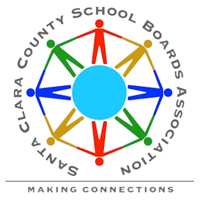 SANTA CLARA COUNTY SCHOOL BOARDS ASSOCIATION
MAKING CONNECTIONS